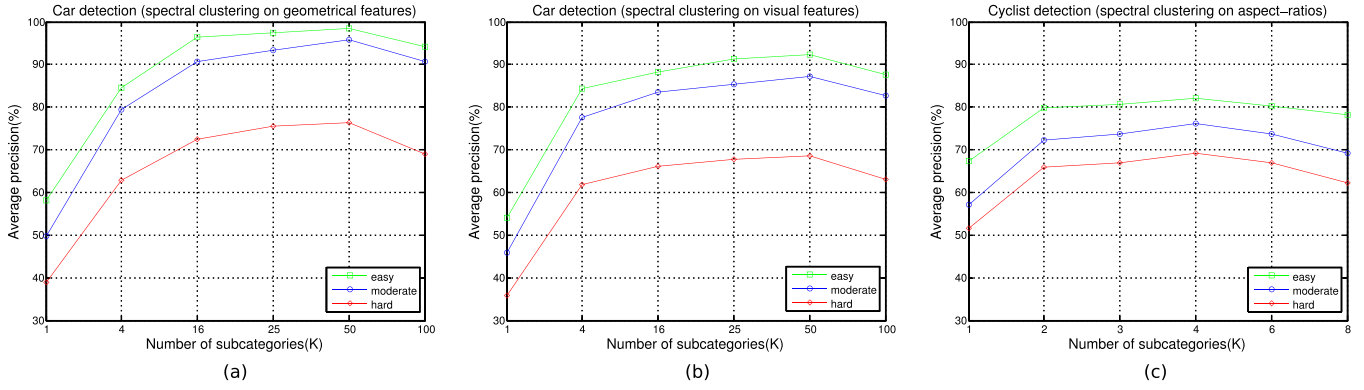 Car detection (spectral clustering on geometrical features)
100
90
80
70
60
50
40
30
Average precision(%)
1 4 16 25 50 100
Number of subcategories(K)
easy
moderate
hard
(a)
Car detection (spectral clustering on visual features)
100
90
80
70
60
50
40
30
Average precision(%)
1 4 16 25 50 100
Number of subcategories(K)
easy
moderate
hard
(b)
Cyclist detection (spectral clustering on aspect−ratios)
100
90
80
70
60
50
40
30
Average precision(%)
1 2 3 4 6 8
Number of subcategories(K)
easy
moderate
hard
(c)